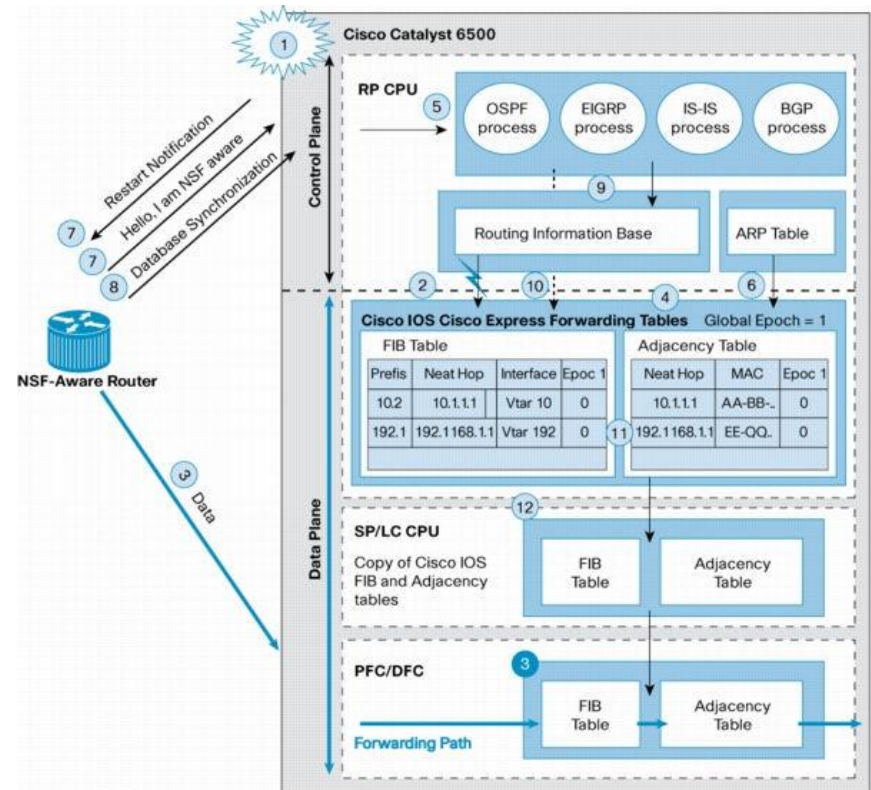 1
Cisco Catalyst 6500
RP CPU
5
OSPF process
EIGRP process
IS-IS process
BGP process
Control Plane
Restart Notification
Hello, I am NSF aware
Database Synchronization
7
7
8
9
Routing Information Base
ARP Table
2
10
4
6
Cisco IOS Cisco Express Forwarding Tables Global Epoch = 1
FIB Table
Prefis Neat Hop Interface Epoc 1
10.2 10.1.1.1 Vtar 10 0
192.1 192.1168.1.1 Vtar 192 0
11
Adjacency Table
Neat Hop MAC Epoc 1
10.1.1.1 AA-BB-.. 0
192.1168.1.1 EE-QQ.. 0
NSF-Aware Router
3
Data
Data Plane
12
SP/LC CPU
Copy of Cisco IOS
FIB and Adjacency
tables
FIB
Table
Adjacency
Table
PFC/DFC
3
FIB
Table
Adjacency
Table
Forwarding Path